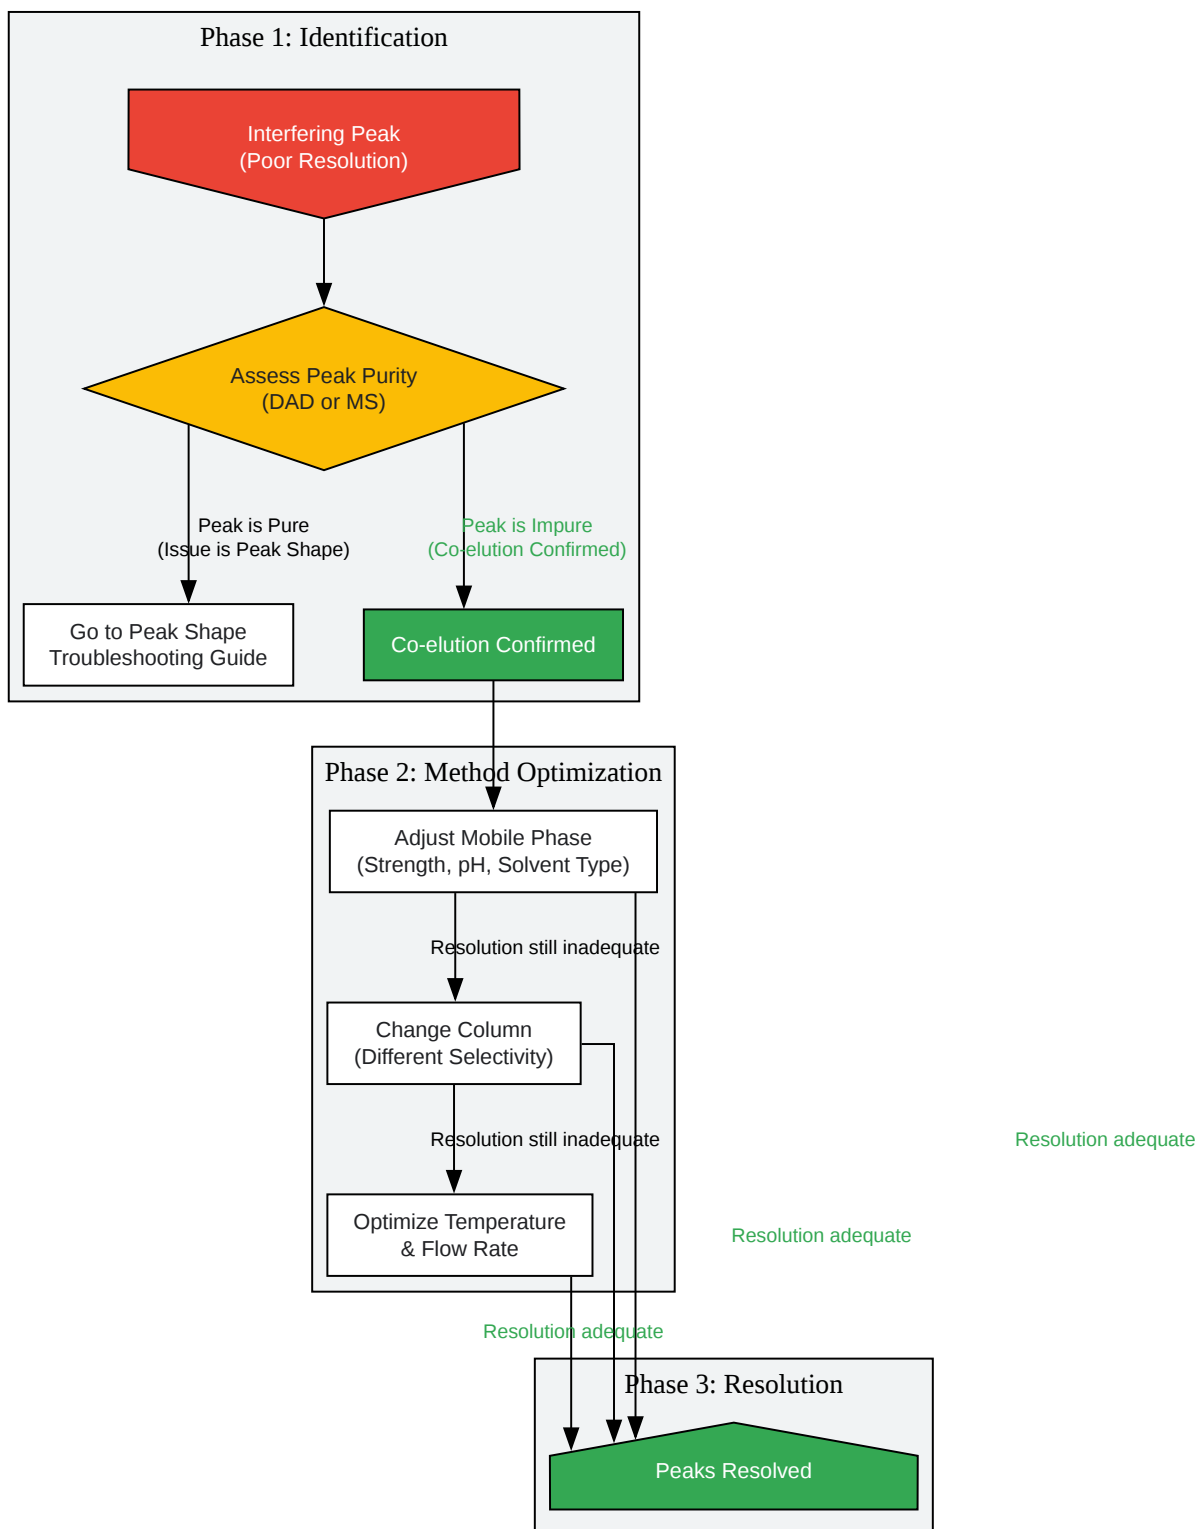 Phase 1: Identification
Interfering Peak
(Poor Resolution)
Assess Peak Purity
(DAD or MS)
Peak is Pure
(Issue is Peak Shape)
Peak is Impure
(Co-elution Confirmed)
Go to Peak Shape
Troubleshooting Guide
Co-elution Confirmed
Phase 2: Method Optimization
Adjust Mobile Phase
(Strength, pH, Solvent Type)
Resolution still inadequate
Change Column
(Different Selectivity)
Resolution still inadequate
Resolution adequate
Optimize Temperature
& Flow Rate
Resolution adequate
Resolution adequate
Phase 3: Resolution
Peaks Resolved